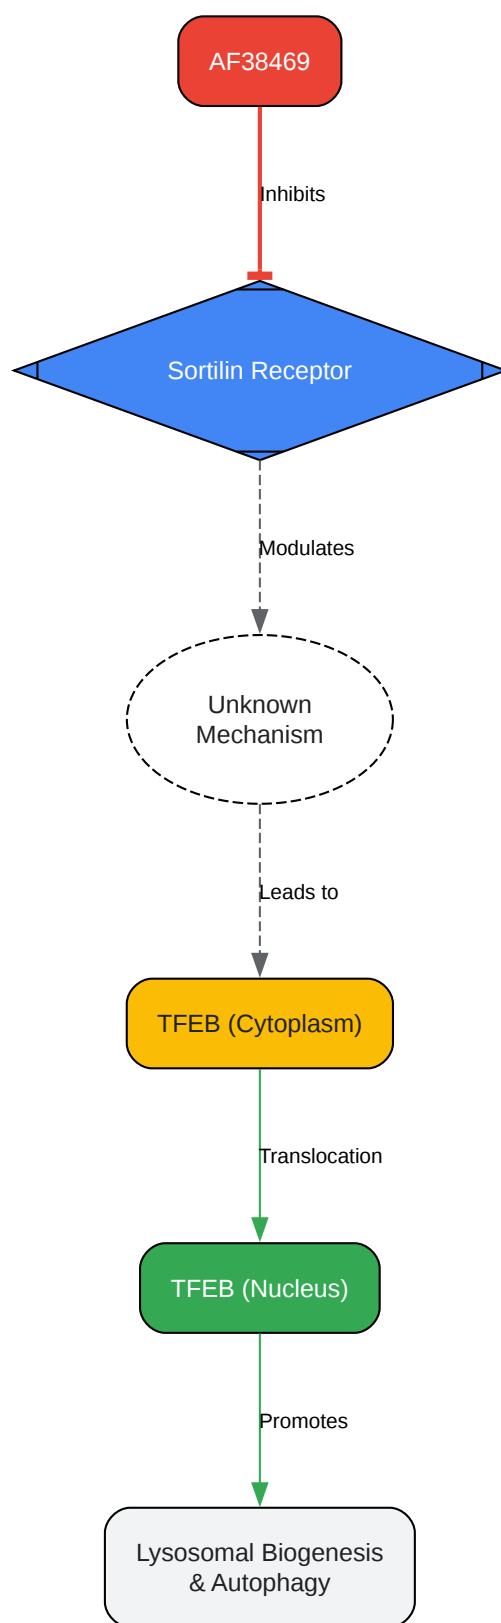 AF38469
Inhibits
Sortilin Receptor
Modulates
Unknown
Mechanism
Leads to
TFEB (Cytoplasm)
Translocation
TFEB (Nucleus)
Promotes
Lysosomal Biogenesis
& Autophagy